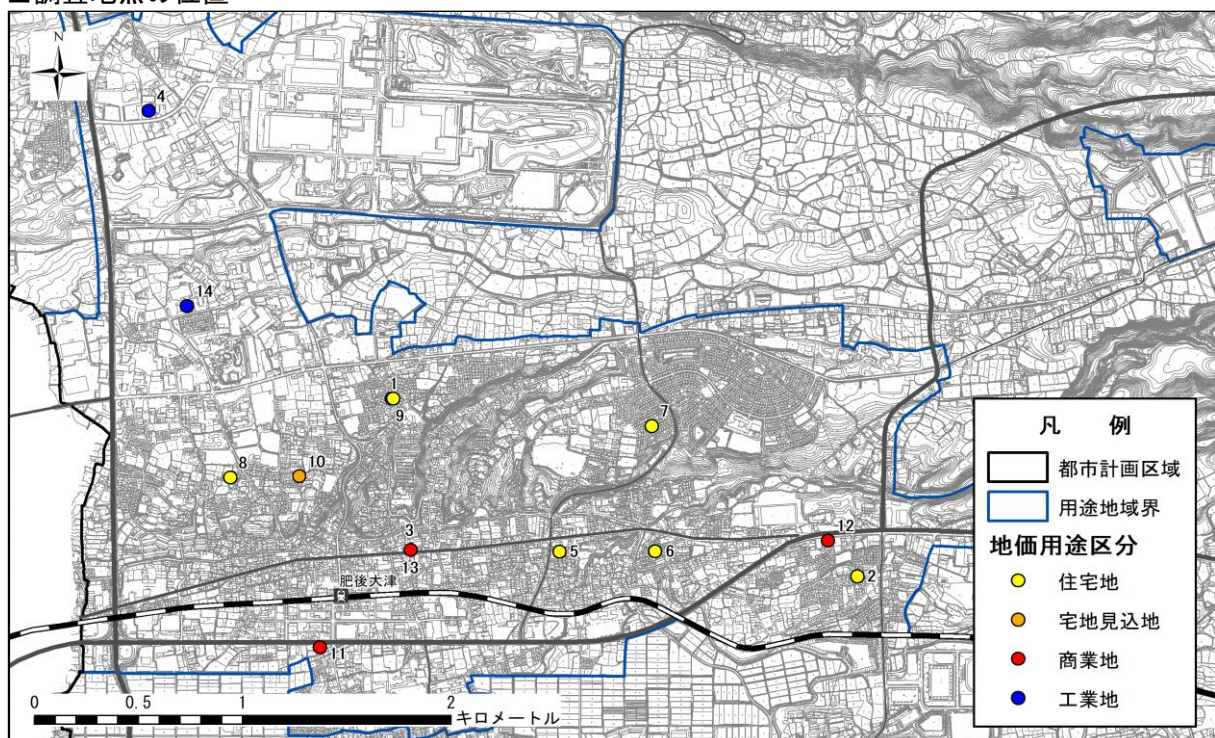 ■調査地点の位置
N
4
14
1
9
7
8
10
3
13
5
6
12
2
肥後大津
11
凡 例
都市計画区域
用途地域界
地価用途区分
住宅地
宅地見込地
商業地
工業地
0 0.5 1 2
キロメートル